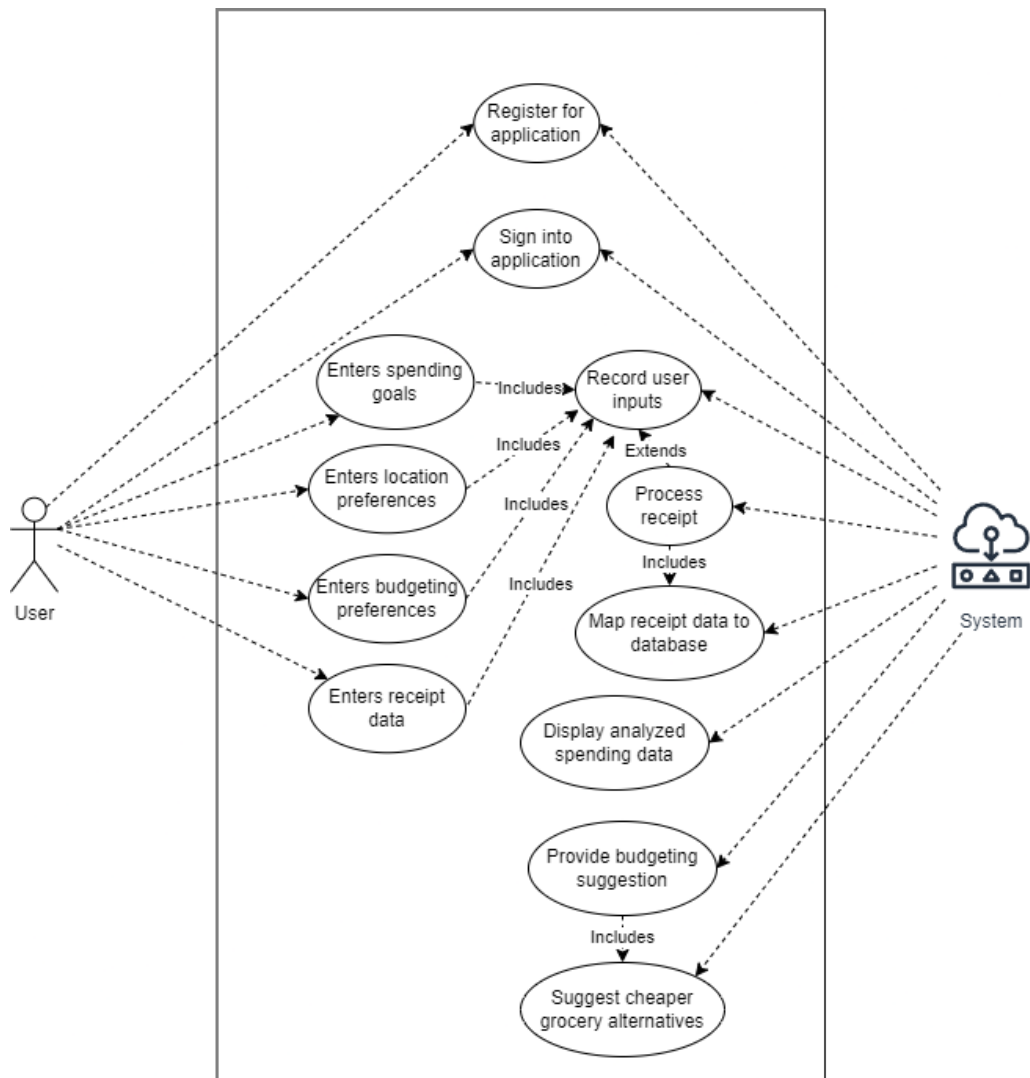 Register for
application
Sign into
application
Enters spending
goals
Includes
Record user
inputs
Includes
Extends
Enters location
preferences
Includes
Process
receipt
Includes
Includes
Enters budgeting
preferences
User
Map receipt data to
database
System
Enters receipt
data
Display analyzed
spending data
Provide budgeting
suggestion
Includes
Suggest cheaper
grocery alternatives